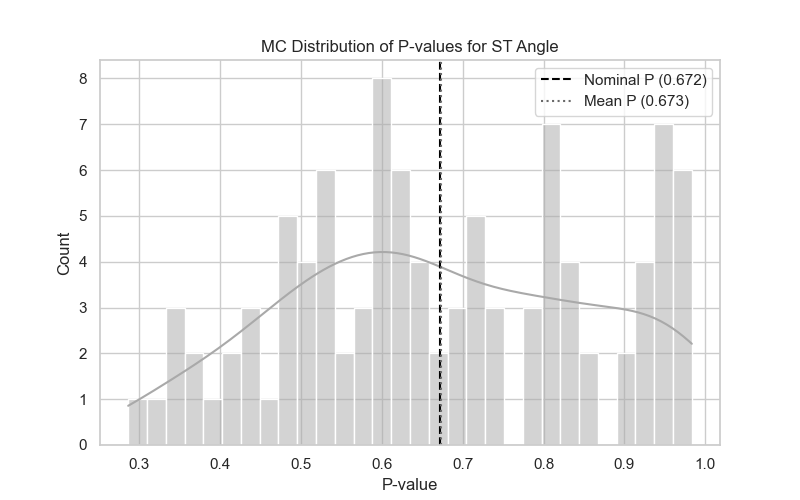 MC Distribution of P-values for ST Angle
Nominal P (0.672)
Mean P (0.673)
8
7
6
5
4
3
2
1
0
Count
0.3 0.4 0.5 0.6 0.7 0.8 0.9 1.0
P-value